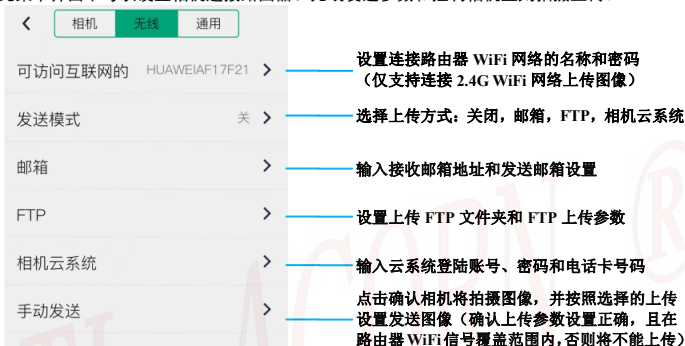 相机 无线 通用
可访问互联网的 HUAWEIAF17F21
设置连接路由器 WiFi 网络的名称和密码
（仅支持连接 2.4G WiFi 网络上传图像）
发送模式 关
选择上传方式：关闭，邮箱，FTP，相机云系统
邮箱
输入接收邮箱地址和发送邮箱设置
FTP
设置上传 FTP 文件夹和 FTP 上传参数
相机云系统
输入云系统登陆账号、密码和电话卡号码
手动发送
点击确认相机将拍摄图像，并按照选择的上传
设置发送图像（确认上传参数设置正确，且在
路由器 WiFi 信号覆盖范围内，否则将不能上传）
ACORN ®